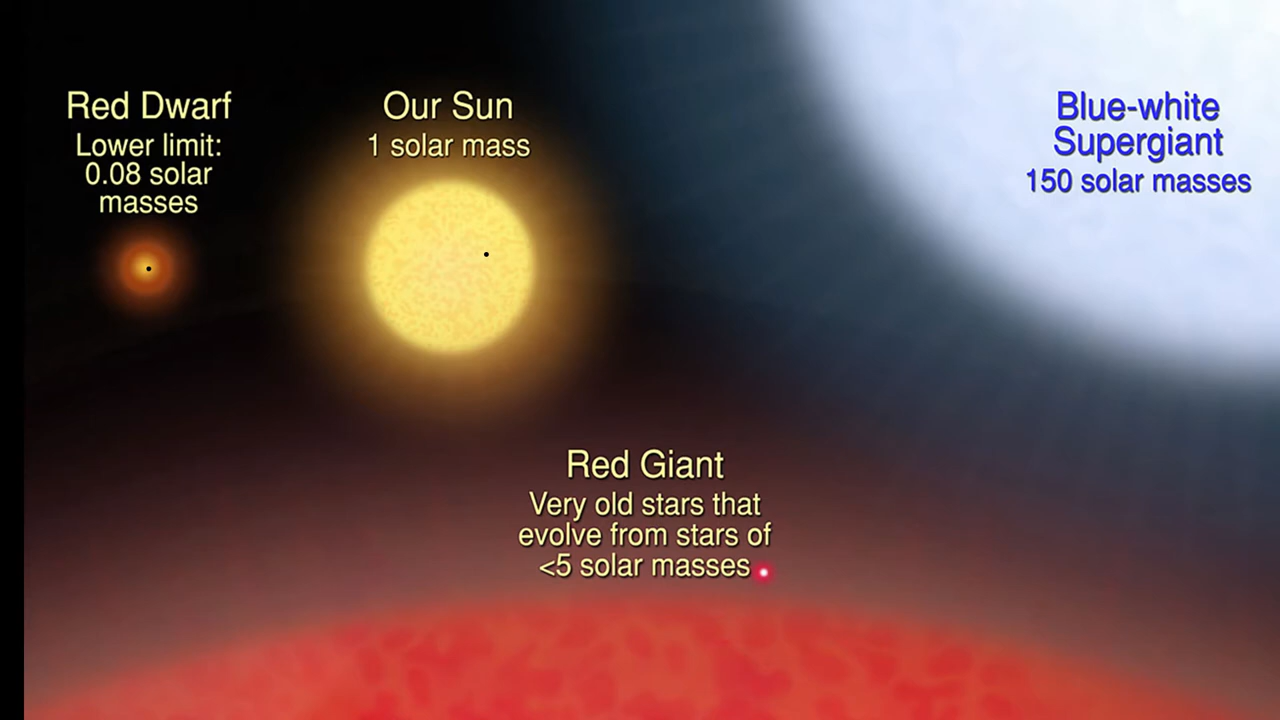 Red Dwarf
Lower limit:
0.08 solar
masses
Our Sun
1 solar mass
Blue-white
Supergiant
150 solar masses
Red Giant
Very old stars that
evolve from stars of
<5 solar masses